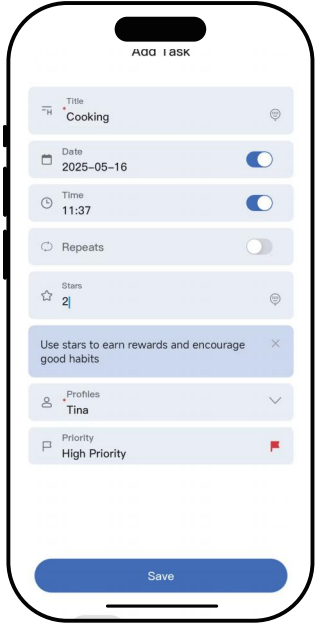 Add Task
Title
*Cooking
Date
2025-05-16
Time
11:37
Repeats
Stars
2
Use stars to earn rewards and encourage
good habits
*Profiles
Tina
Priority
High Priority
Save